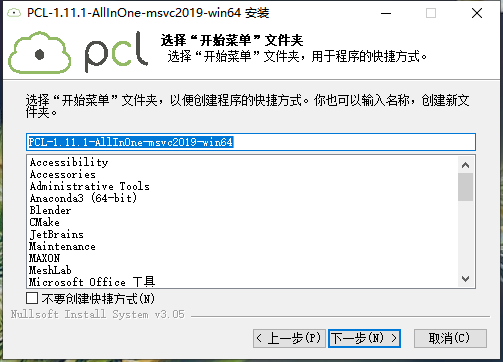 PCL-1.11.1-AllInOne-msvc2019-win64 安装
pcl
选择“开始菜单”文件夹
选择“开始菜单”文件夹，用于程序的快捷方式。
选择“开始菜单”文件夹，以便创建程序的快捷方式。你也可以输入名称，创建新文
件夹。
PCL-1.11.1-AllInOne-msvc2019-win64
Accessibility
Accessories
Administrative Tools
Anaconda3 (64-bit)
Blender
CMake
JetBrains
Maintenance
MAXON
MeshLab
Microsoft Office 工具
不要创建快捷方式(N)
Nullsoft Install System v3.05
< 上一步(P)
下一步(N) >
取消(C)